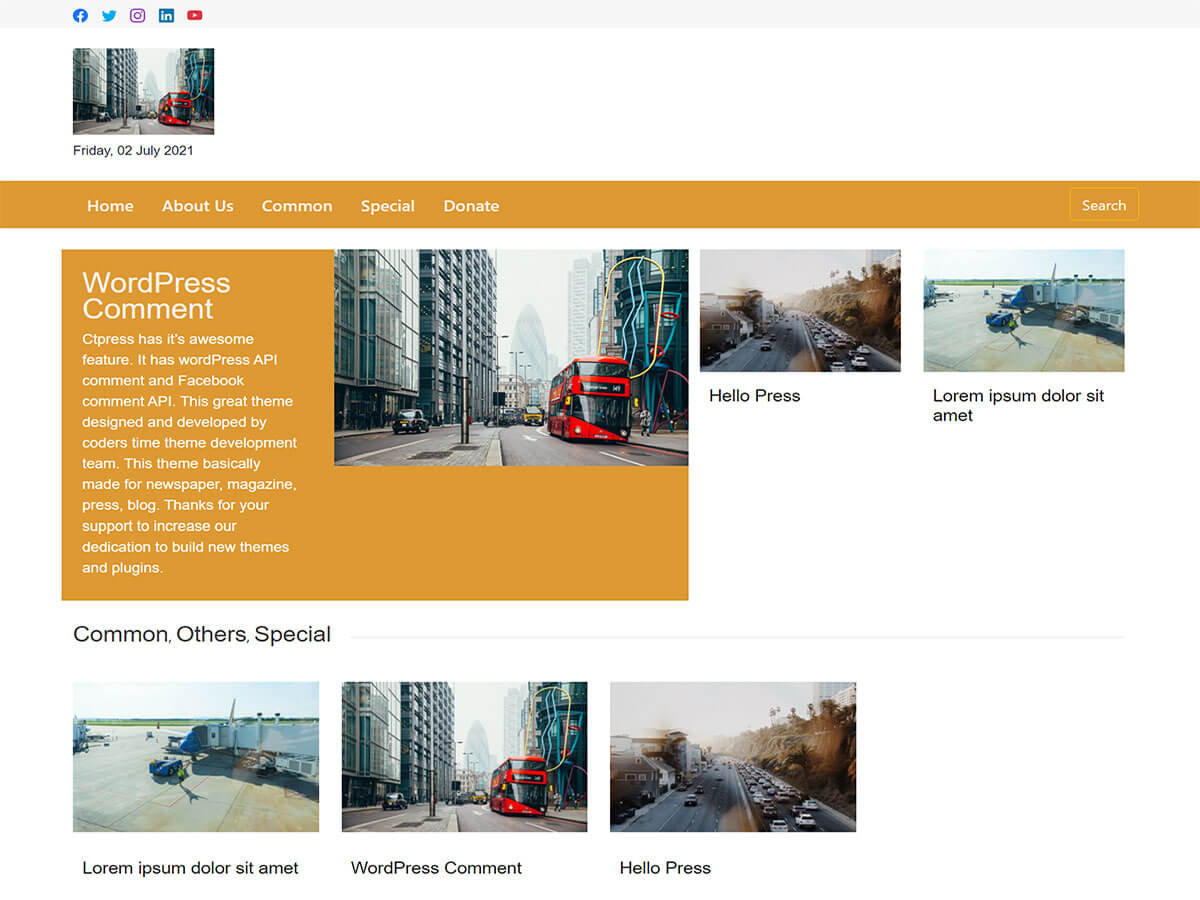 Friday, 02 July 2021
Home About Us Common Special Donate Search
WordPress
Comment
Ctpress has it's awesome
feature. It has wordPress API
comment and Facebook
comment API. This great theme
designed and developed by
coders time theme development
team. This theme basically
made for newspaper, magazine,
press, blog. Thanks for your
support to increase our
dedication to build new themes
and plugins.
Hello Press
Lorem ipsum dolor sit
amet
Common, Others, Special
Lorem ipsum dolor sit amet
WordPress Comment
Hello Press